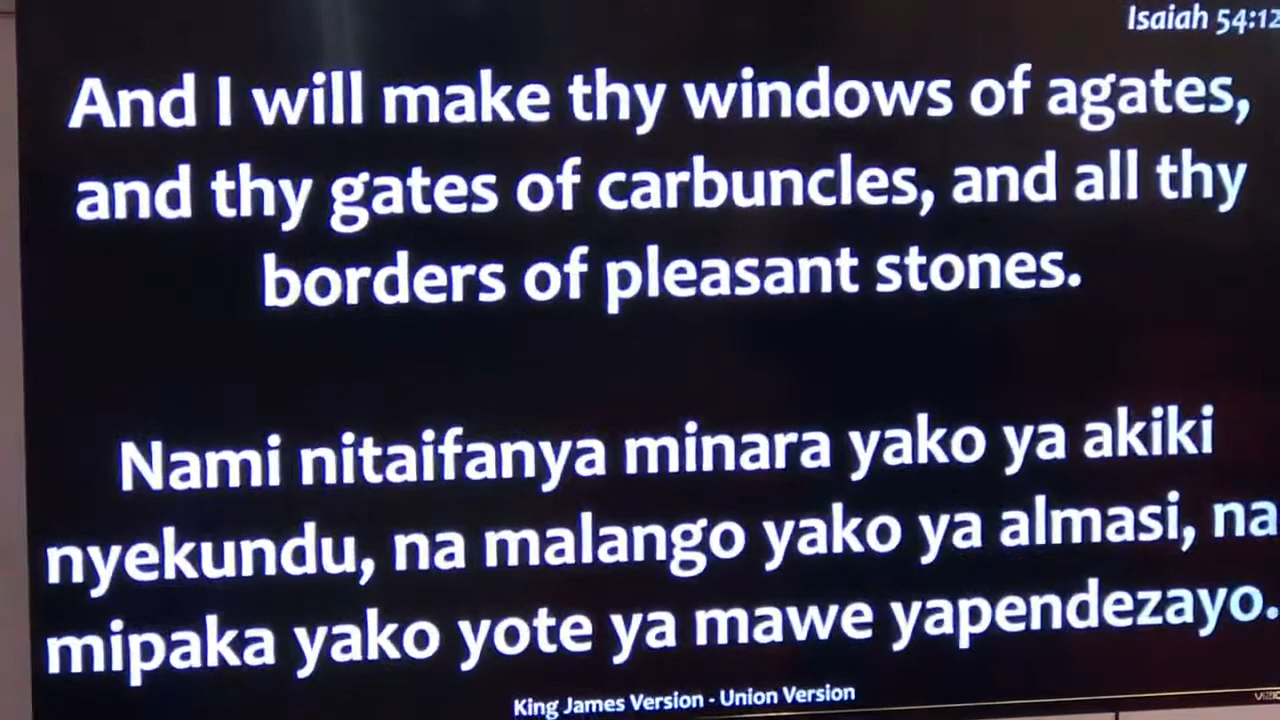 Isaiah 54:12
And I will make thy windows of agates,
and thy gates of carbuncles, and all thy
borders of pleasant stones.
Nami nitaifanya minara yako ya akiki
nyekundu, na malango yako ya almasi, na
mipaka yako yote ya mawe yapendezayo.
King James Version - Union Version